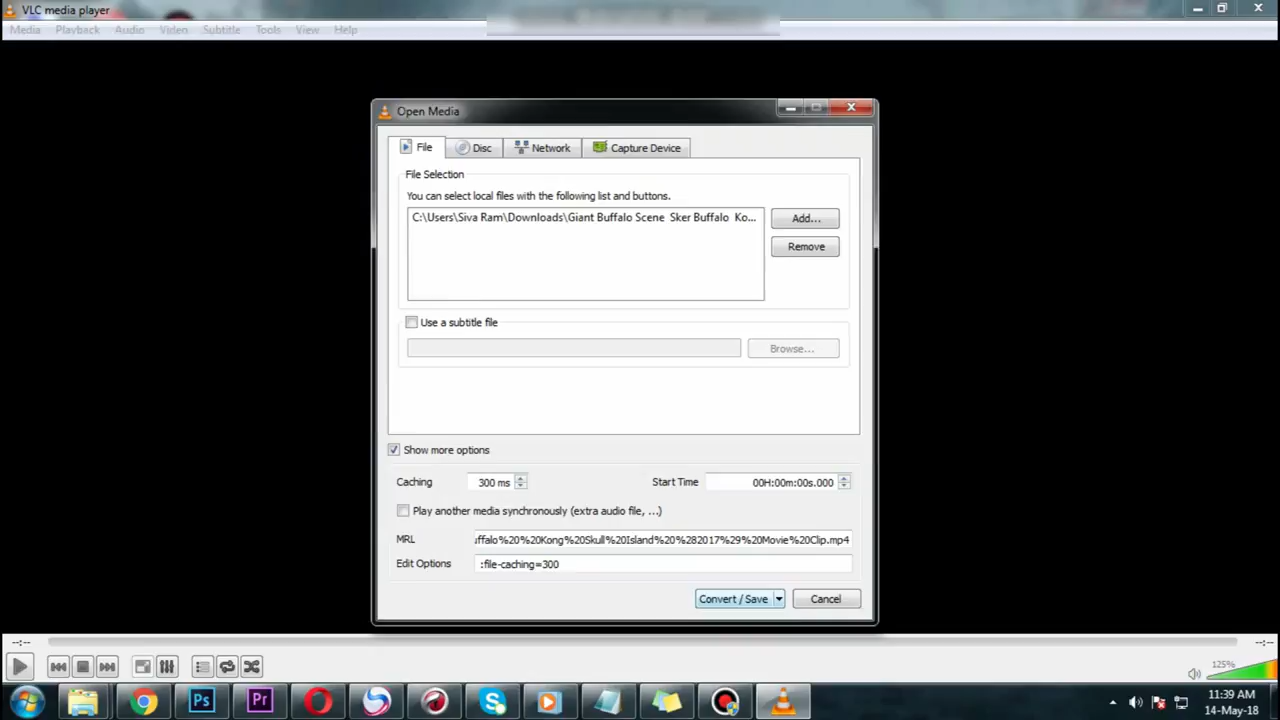 VLC media player
Media Playback Audio Video Subtitle Tools View Help
Open Media
File Disc Network Capture Device
File Selection
You can select local files with the following list and buttons.
C:\Users\Siva Ram\Downloads\Giant Buffalo Scene Sker Buffalo Ko...
Add...
Remove
Use a subtitle file
Browse...
Show more options
Caching 300 ms Start Time 00H:00m:00s.000
Play another media synchronously (extra audio file, ...)
MRL uffalo%20%20Kong%20Skull%20Island%20%282017%29%20Movie%20Clip.mp4
Edit Options :file-caching=300
Convert / Save Cancel
--:-- --:--
125%
Ps Pr
11:39 AM
14-May-18